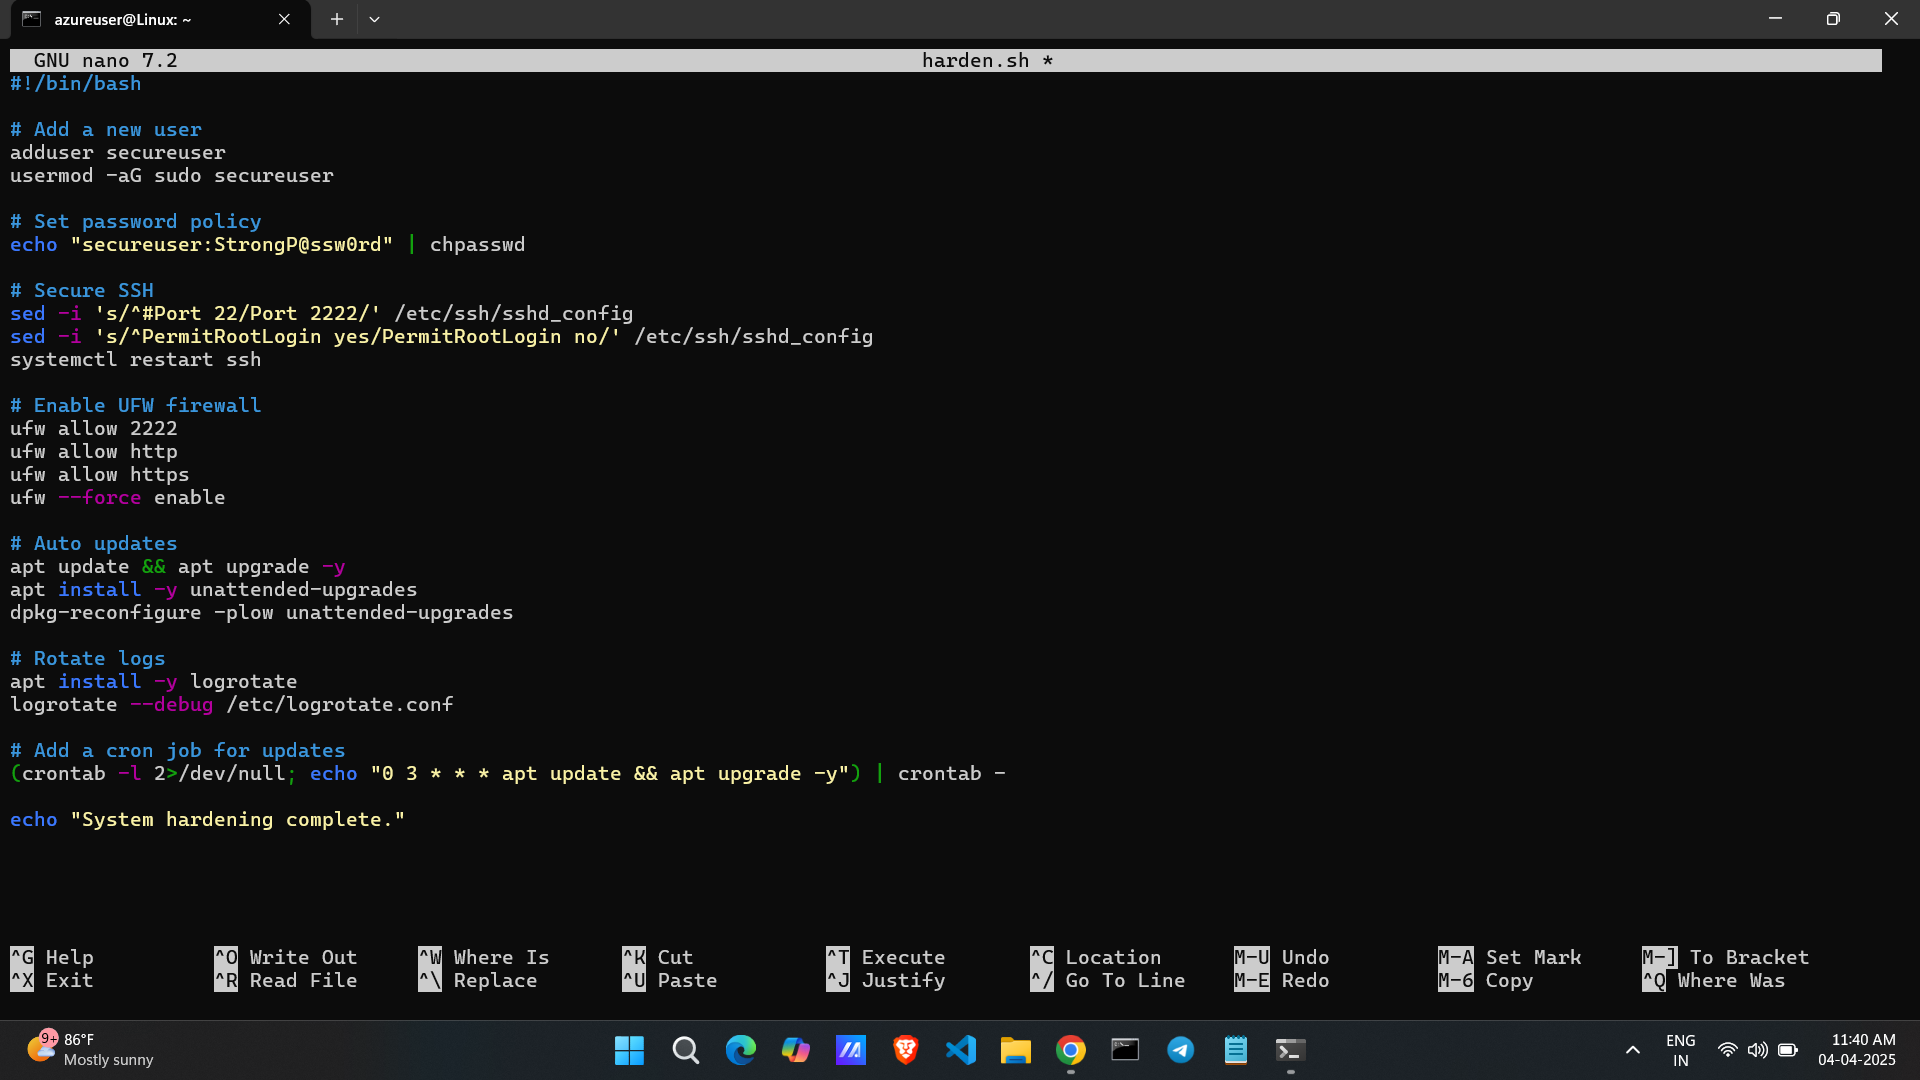 azureuser@Linux: ~
GNU nano 7.2 harden.sh *
#!/bin/bash

# Add a new user
adduser secureuser
usermod -aG sudo secureuser

# Set password policy
echo "secureuser:StrongP@ssw0rd" | chpasswd

# Secure SSH
sed -i 's/^#Port 22/Port 2222/' /etc/ssh/sshd_config
sed -i 's/^PermitRootLogin yes/PermitRootLogin no/' /etc/ssh/sshd_config
systemctl restart ssh

# Enable UFW firewall
ufw allow 2222
ufw allow http
ufw allow https
ufw --force enable

# Auto updates
apt update && apt upgrade -y
apt install -y unattended-upgrades
dpkg-reconfigure -plow unattended-upgrades

# Rotate logs
apt install -y logrotate
logrotate --debug /etc/logrotate.conf

# Add a cron job for updates
(crontab -l 2>/dev/null; echo "0 3 * * * apt update && apt upgrade -y") | crontab -

echo "System hardening complete."

^G Help ^O Write Out ^W Where Is ^K Cut ^T Execute ^C Location M-U Undo M-A Set Mark M-] To Bracket
^X Exit ^R Read File ^\ Replace ^U Paste ^J Justify ^/ Go To Line M-E Redo M-6 Copy ^Q Where Was
9+ 86°F
Mostly sunny
ENG
IN
11:40 AM
04-04-2025